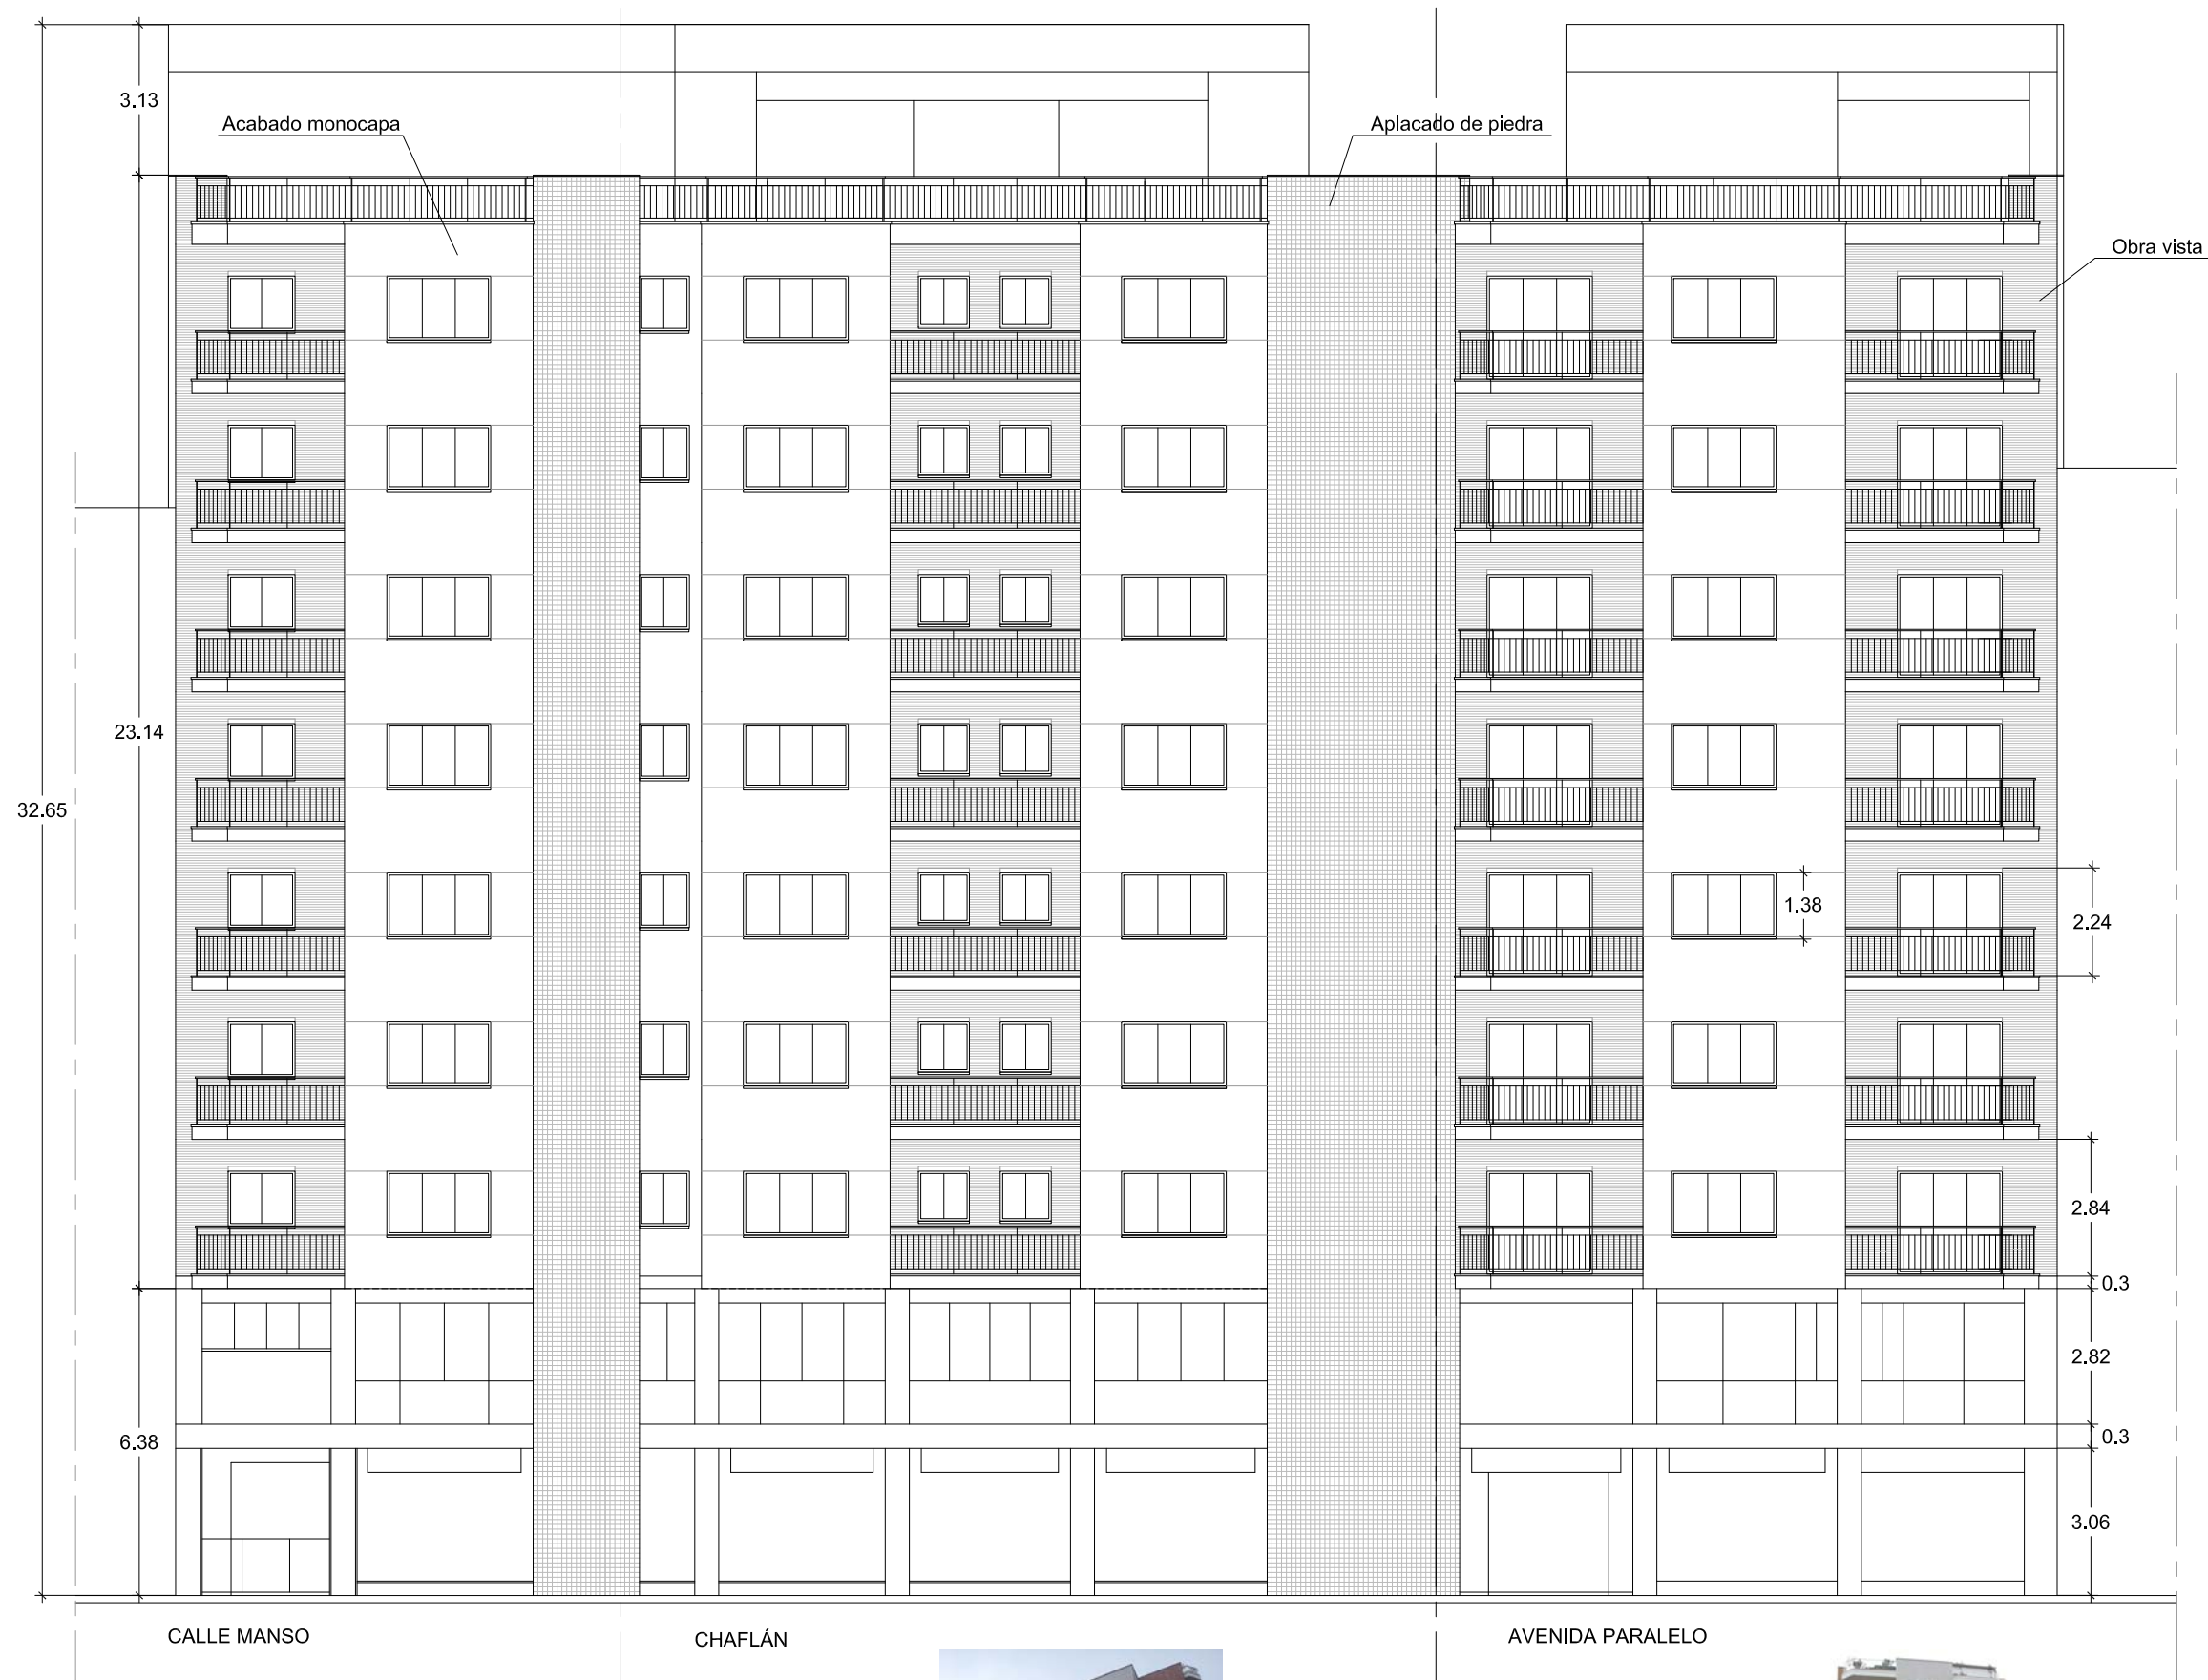 3.13
Acabado monocapa
Aplacado de piedra
Obra vista
23.14
32.65
1.38
2.24
2.84
0.3
2.82
0.3
6.38
3.06
CALLE MANSO
CHAFLÁN
AVENIDA PARALELO